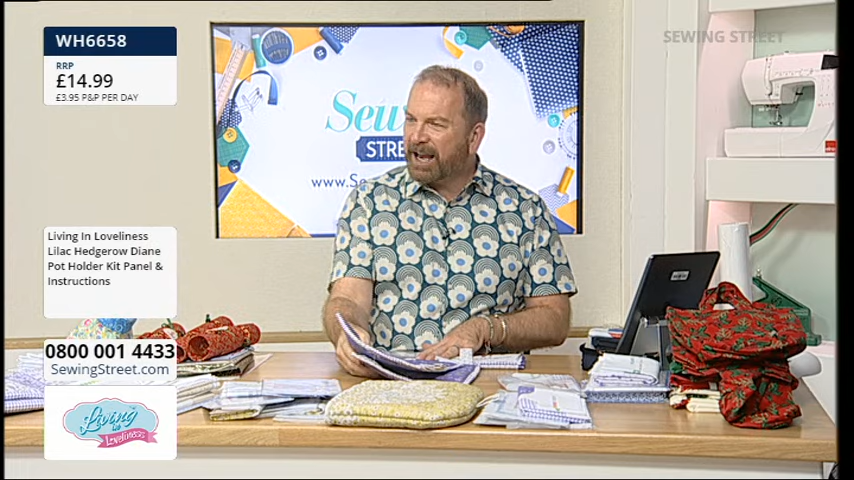 WH6658
RRP
£14.99
£3.95 P&P PER DAY
SEWING STREET
Sew
STRE
www.Se
Living In Loveliness
Lilac Hedgerow Diane
Pot Holder Kit Panel &
Instructions
0800 001 4433
SewingStreet.com
Living
in
Loveliness